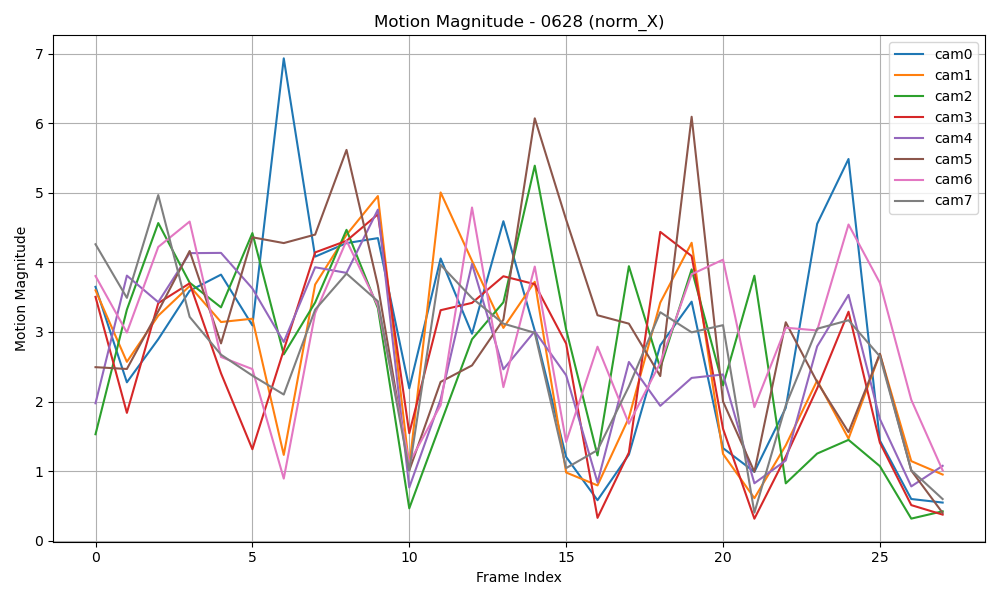 Motion Magnitude - 0628 (norm_X)
Motion Magnitude
7
6
5
4
3
2
1
0
0 5 10 15 20 25
Frame Index
cam0
cam1
cam2
cam3
cam4
cam5
cam6
cam7